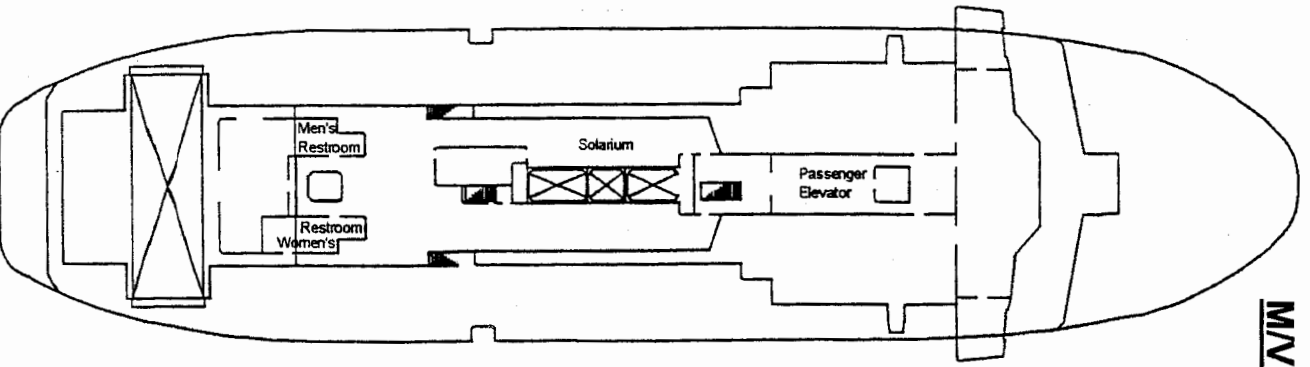 Men's
Restroom
Solarium
Passenger
Elevator
Restroom
Women's
M/V